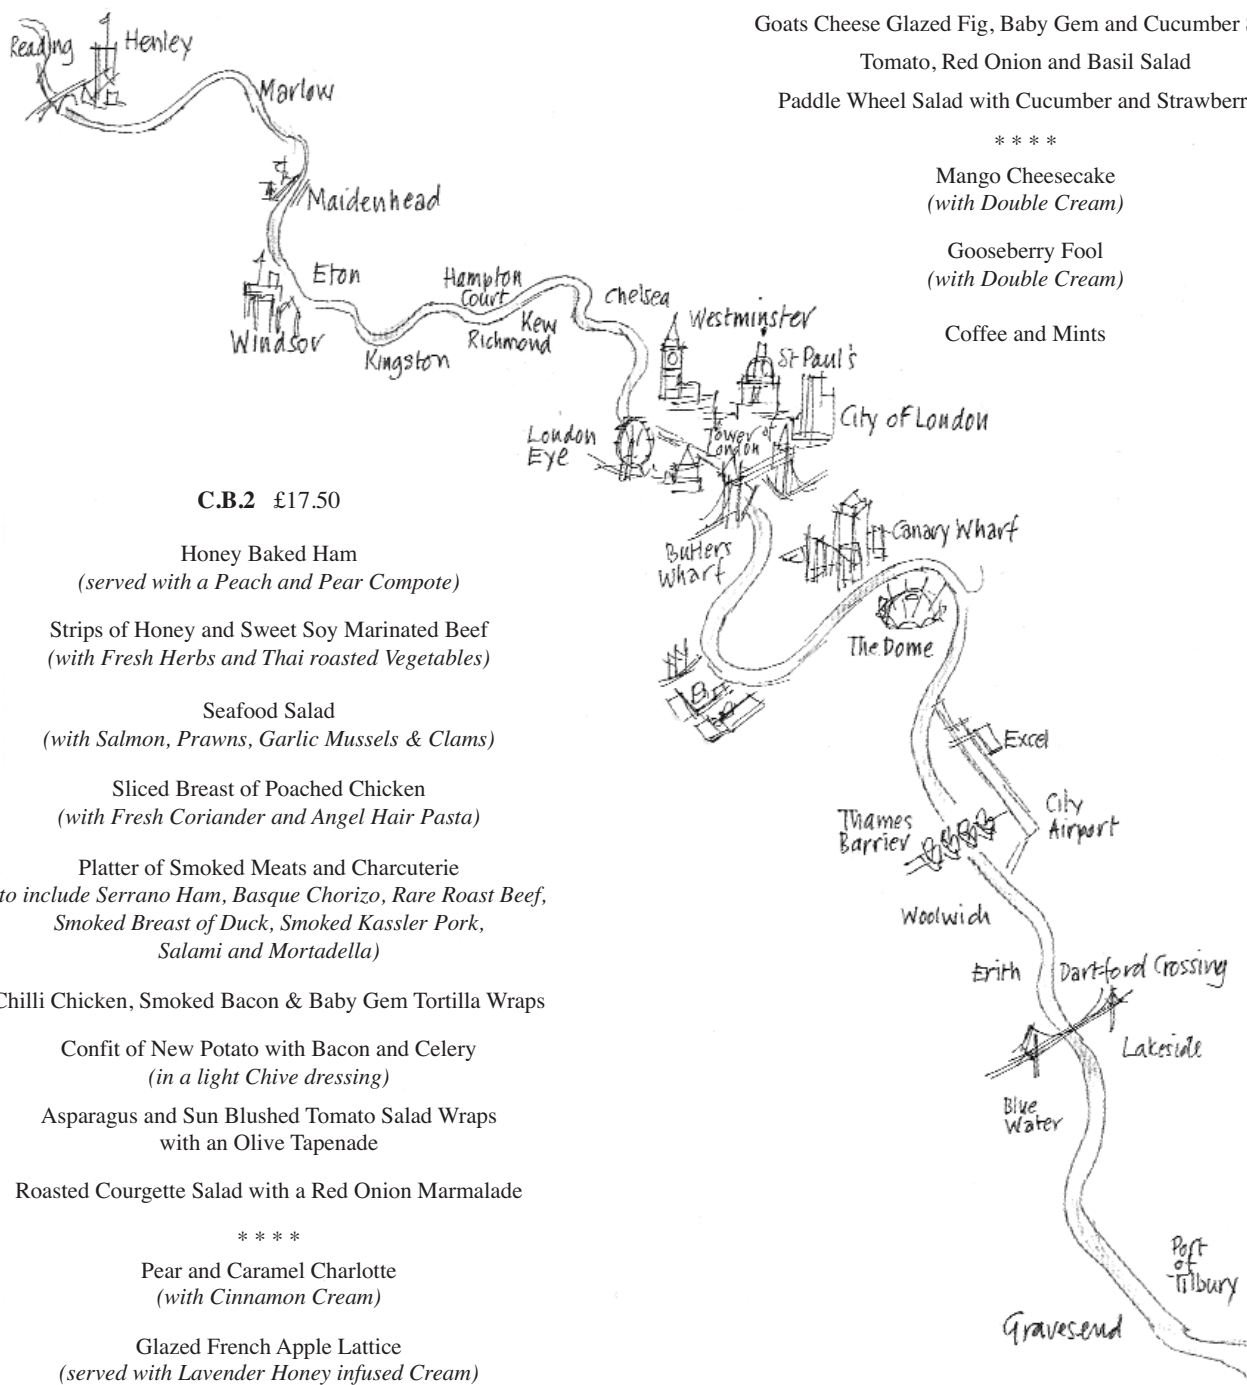 Goats Cheese Glazed Fig, Baby Gem and Cucumber
Tomato, Red Onion and Basil Salad
Paddle Wheel Salad with Cucumber and Strawberr
* * * *
Mango Cheesecake
(with Double Cream)
Gooseberry Fool
(with Double Cream)
Coffee and Mints
Reading
Henley
Marlow
Maidenhead
Eton
Windsor
Kingston
Hampton
Court
Kew
Richmond
Chelsea
Westminster
St Paul's
City of London
London
Eye
Tower of
London
Butlers
Wharf
Canary Wharf
The Dome
Excel
City
Airport
Thames
Barrier
Woolwich
Erith
Dartford Crossing
Lakeside
Blue
Water
Port
of
Tilbury
Gravesend
C.B.2 £17.50
Honey Baked Ham
(served with a Peach and Pear Compote)
Strips of Honey and Sweet Soy Marinated Beef
(with Fresh Herbs and Thai roasted Vegetables)
Seafood Salad
(with Salmon, Prawns, Garlic Mussels & Clams)
Sliced Breast of Poached Chicken
(with Fresh Coriander and Angel Hair Pasta)
Platter of Smoked Meats and Charcuterie
to include Serrano Ham, Basque Chorizo, Rare Roast Beef,
Smoked Breast of Duck, Smoked Kassler Pork,
Salami and Mortadella)
Chilli Chicken, Smoked Bacon & Baby Gem Tortilla Wraps
Confit of New Potato with Bacon and Celery
(in a light Chive dressing)
Asparagus and Sun Blushed Tomato Salad Wraps
with an Olive Tapenade
Roasted Courgette Salad with a Red Onion Marmalade
* * * *
Pear and Caramel Charlotte
(with Cinnamon Cream)
Glazed French Apple Lattice
(served with Lavender Honey infused Cream)